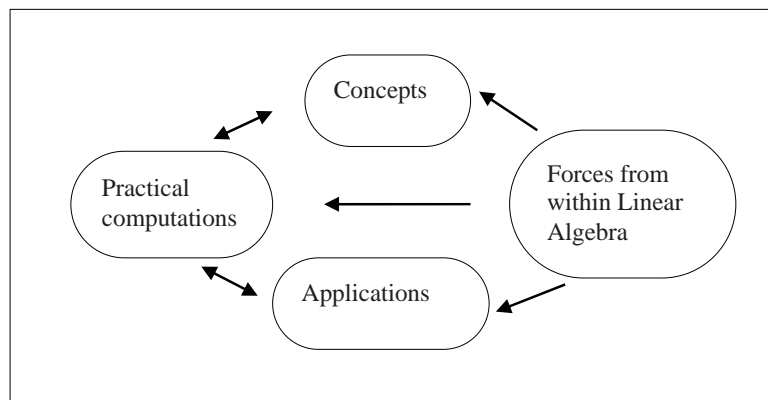 Concepts
Practical
computations
Forces from
within Linear
Algebra
Applications